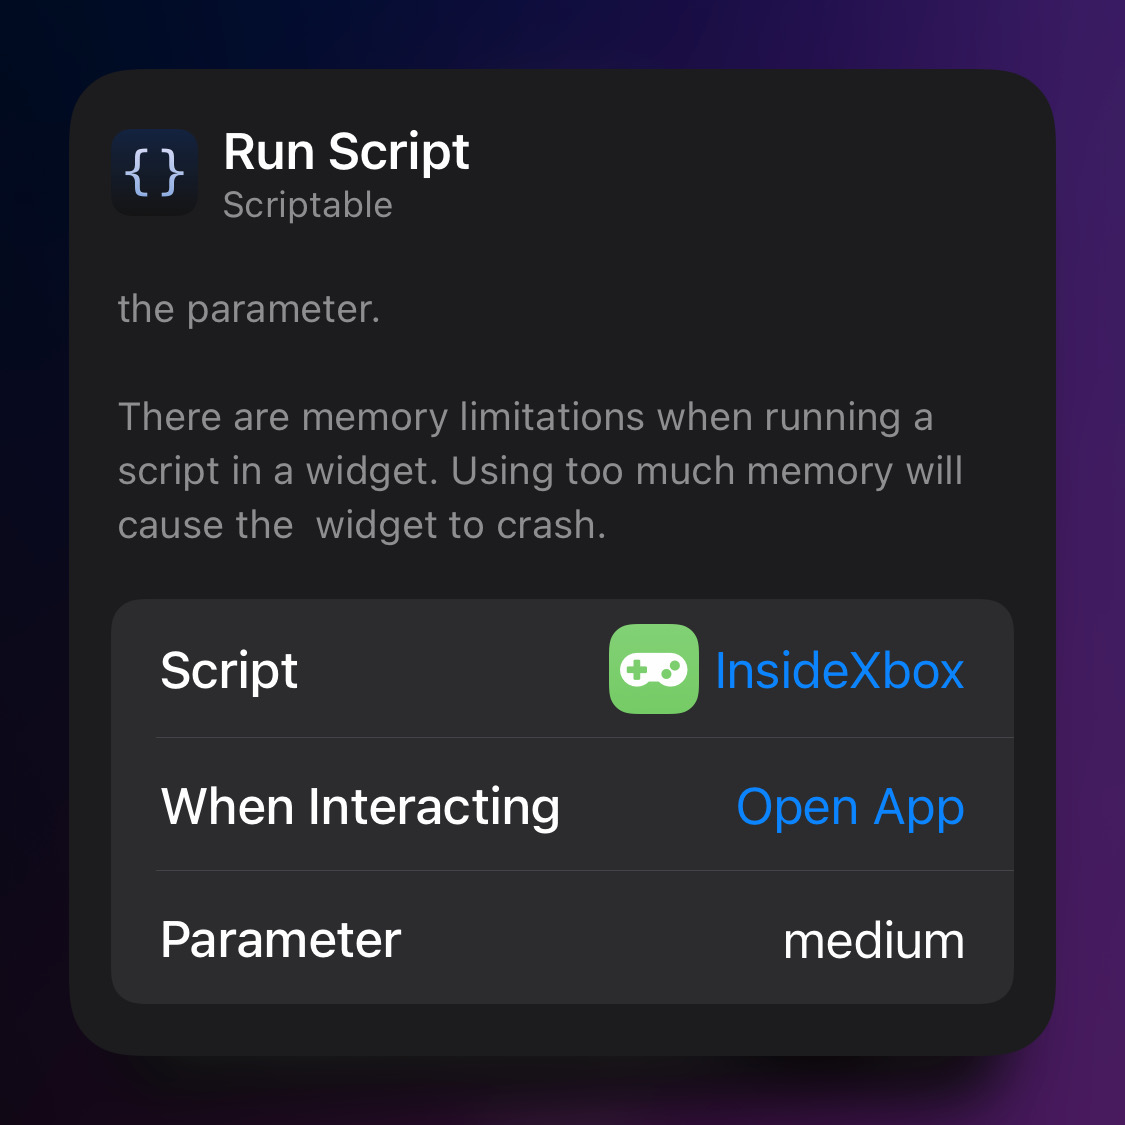 {}
Run Script
Scriptable
the parameter.
There are memory limitations when running a
script in a widget. Using too much memory will
cause the  widget to crash.
Script InsideXbox
When Interacting Open App
Parameter medium